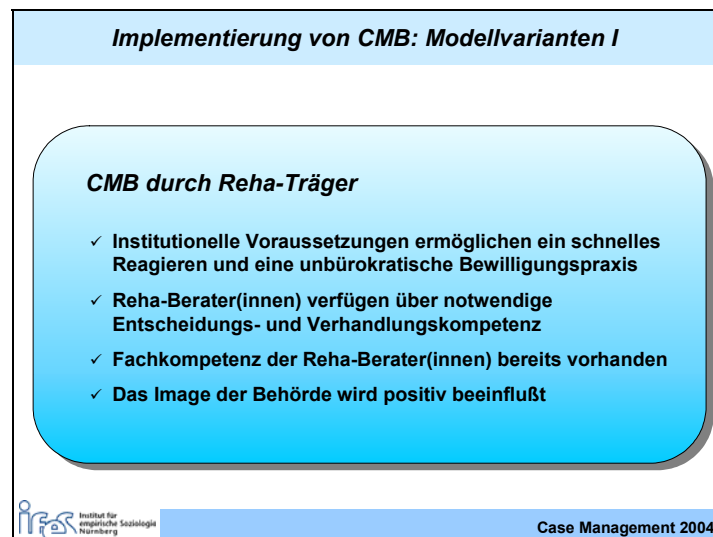 Implementierung von CMB: Modellvarianten I
CMB durch Reha-Träger
✓ Institutionelle Voraussetzungen ermöglichen ein schnelles
Reagieren und eine unbürokratische Bewilligungspraxis
✓ Reha-Berater(innen) verfügen über notwendige
Entscheidungs- und Verhandlungskompetenz
✓ Fachkompetenz der Reha-Berater(innen) bereits vorhanden
✓ Das Image der Behörde wird positiv beeinflußt
ifes
Institut für
empirische Soziologie
Nürnberg
Case Management 2004